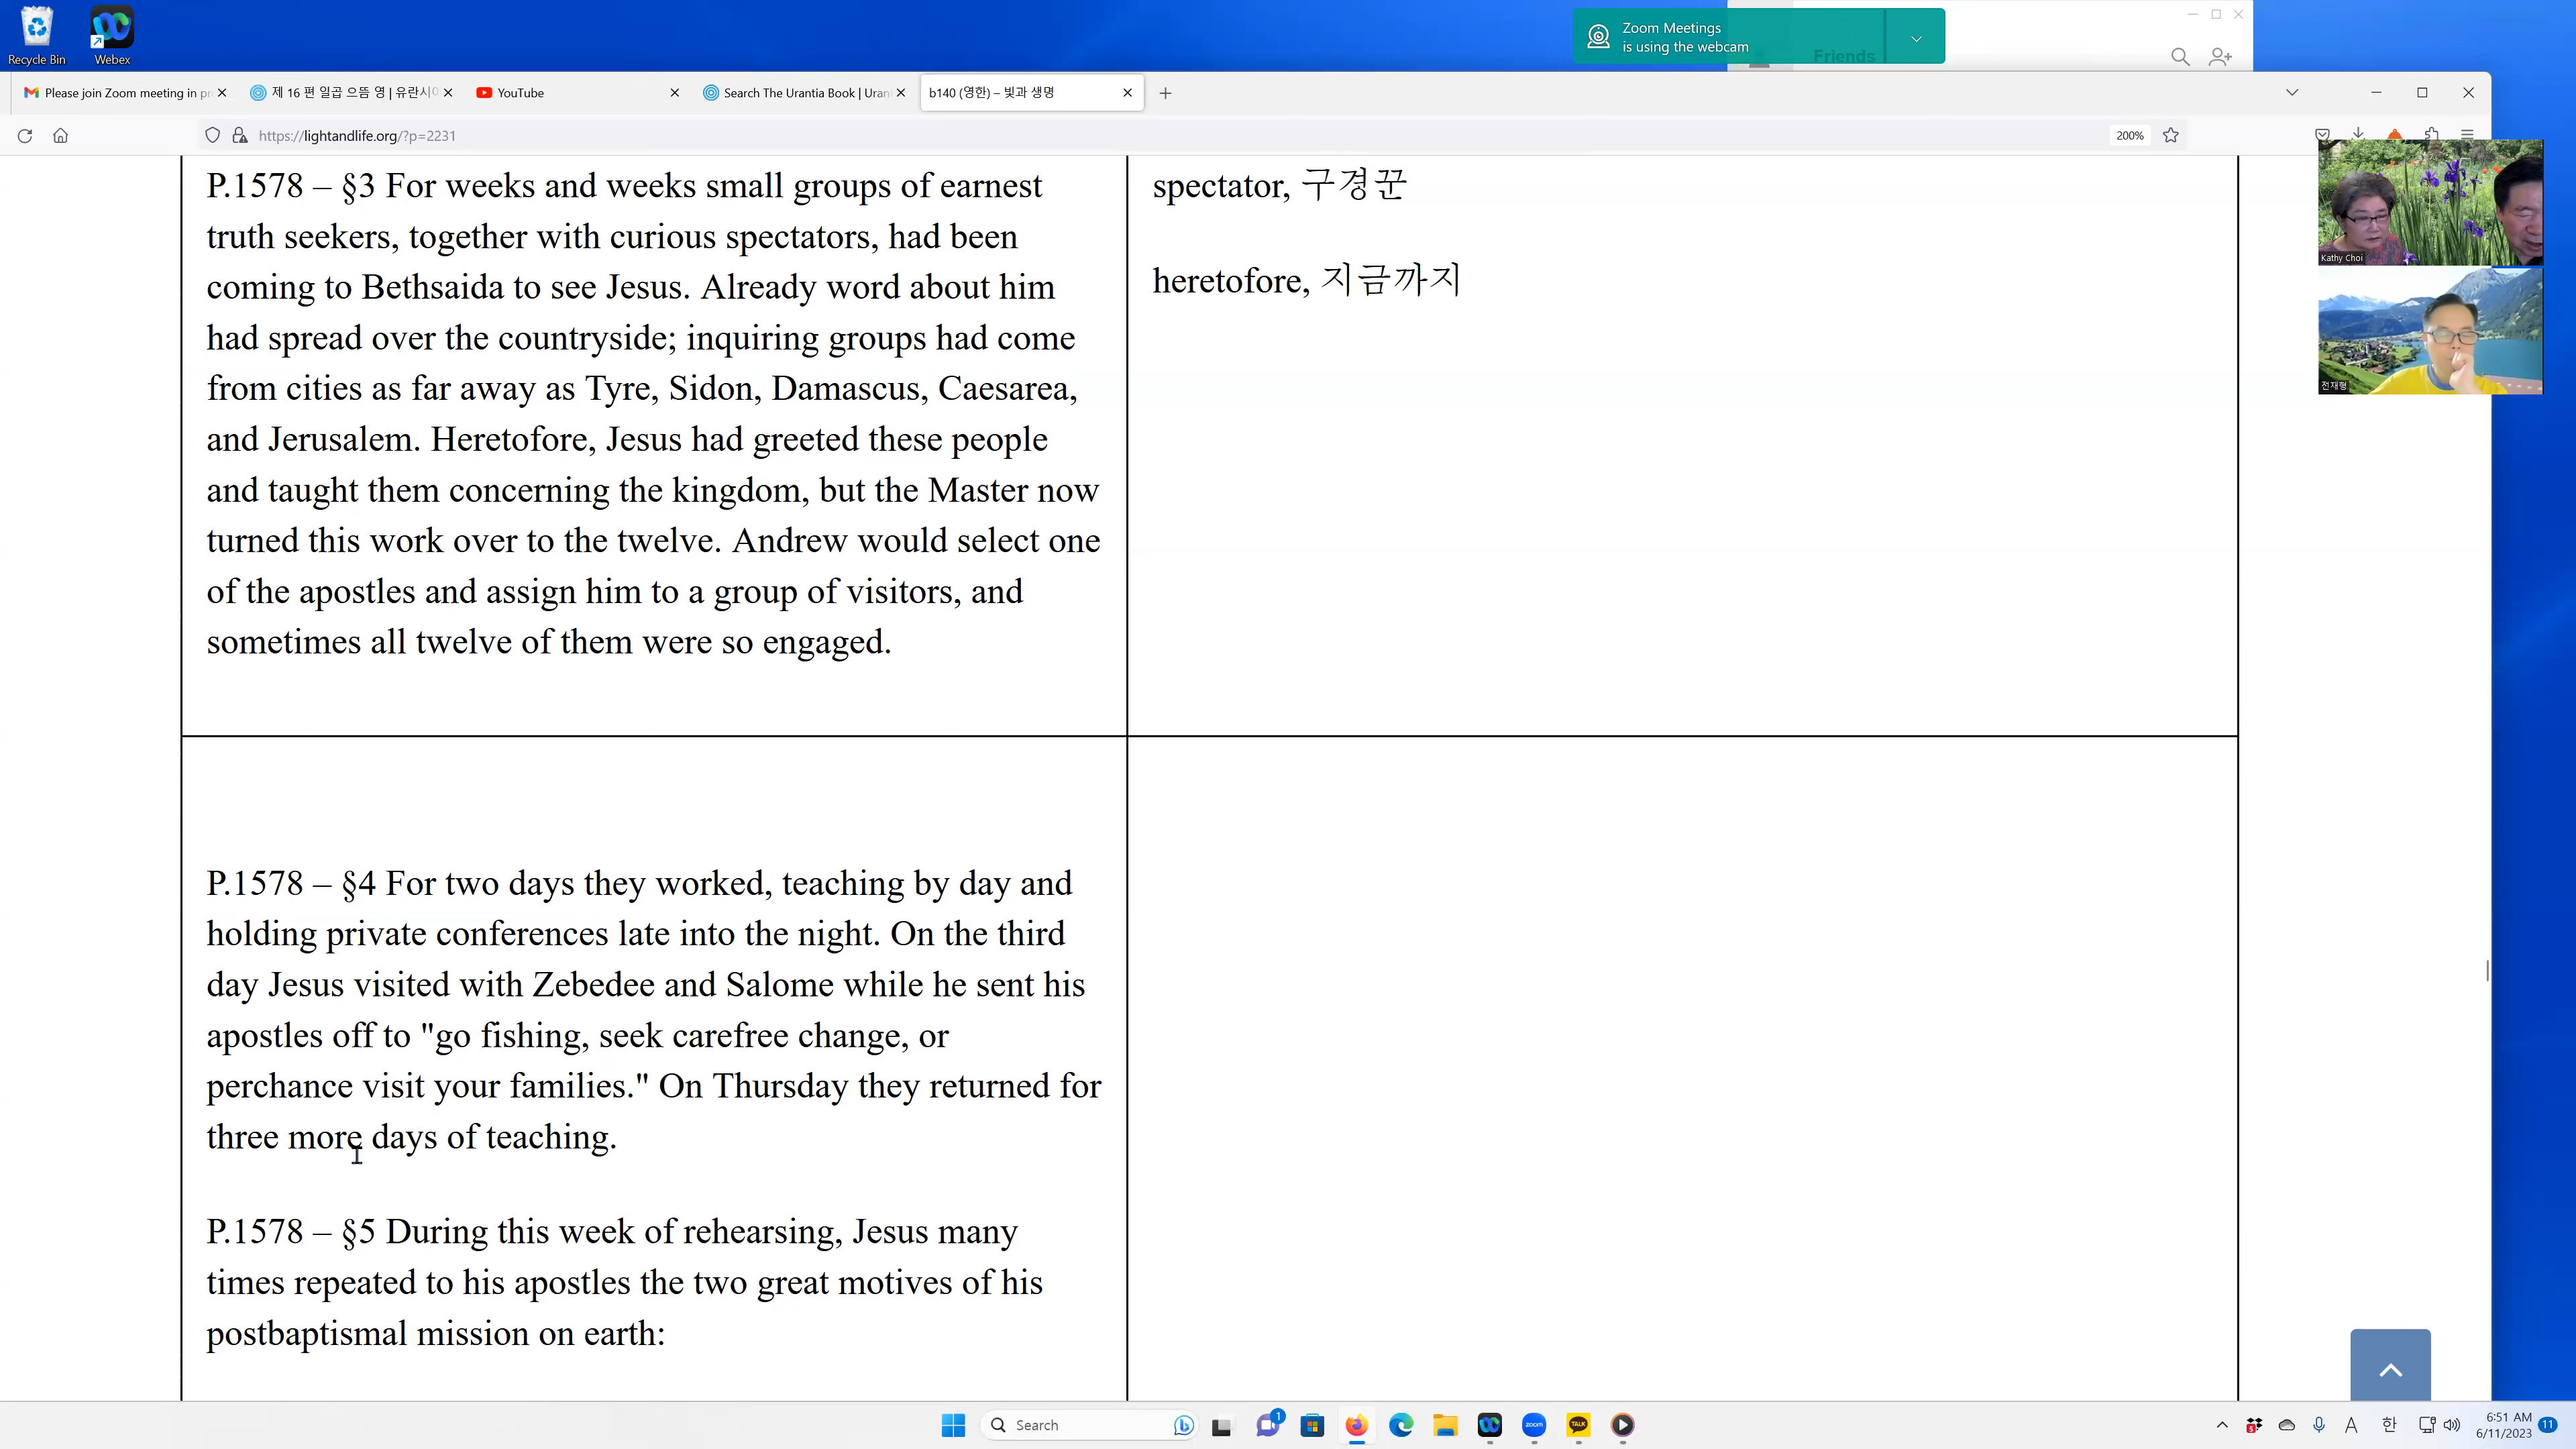 Recycle Bin
Webex
Zoom Meetings
is using the webcam
Friends
Please join Zoom meeting in pr
제 16 편 일곱 으뜸 영 | 유란시아
YouTube
Search The Urantia Book | Uran
b140 (영한) – 빛과 생명
https://lightandlife.org/?p=2231
200%
P.1578 – §3 For weeks and weeks small groups of earnest
truth seekers, together with curious spectators, had been
coming to Bethsaida to see Jesus. Already word about him
had spread over the countryside; inquiring groups had come
from cities as far away as Tyre, Sidon, Damascus, Caesarea,
and Jerusalem. Heretofore, Jesus had greeted these people
and taught them concerning the kingdom, but the Master now
turned this work over to the twelve. Andrew would select one
of the apostles and assign him to a group of visitors, and
sometimes all twelve of them were so engaged.
spectator, 구경꾼
heretofore, 지금까지
Kathy Choi
전재형
P.1578 – §4 For two days they worked, teaching by day and
holding private conferences late into the night. On the third
day Jesus visited with Zebedee and Salome while he sent his
apostles off to "go fishing, seek carefree change, or
perchance visit your families." On Thursday they returned for
three more days of teaching.
P.1578 – §5 During this week of rehearsing, Jesus many
times repeated to his apostles the two great motives of his
postbaptismal mission on earth:
Search
1
zoom
TALK
A
한
6:51 AM
6/11/2023
11